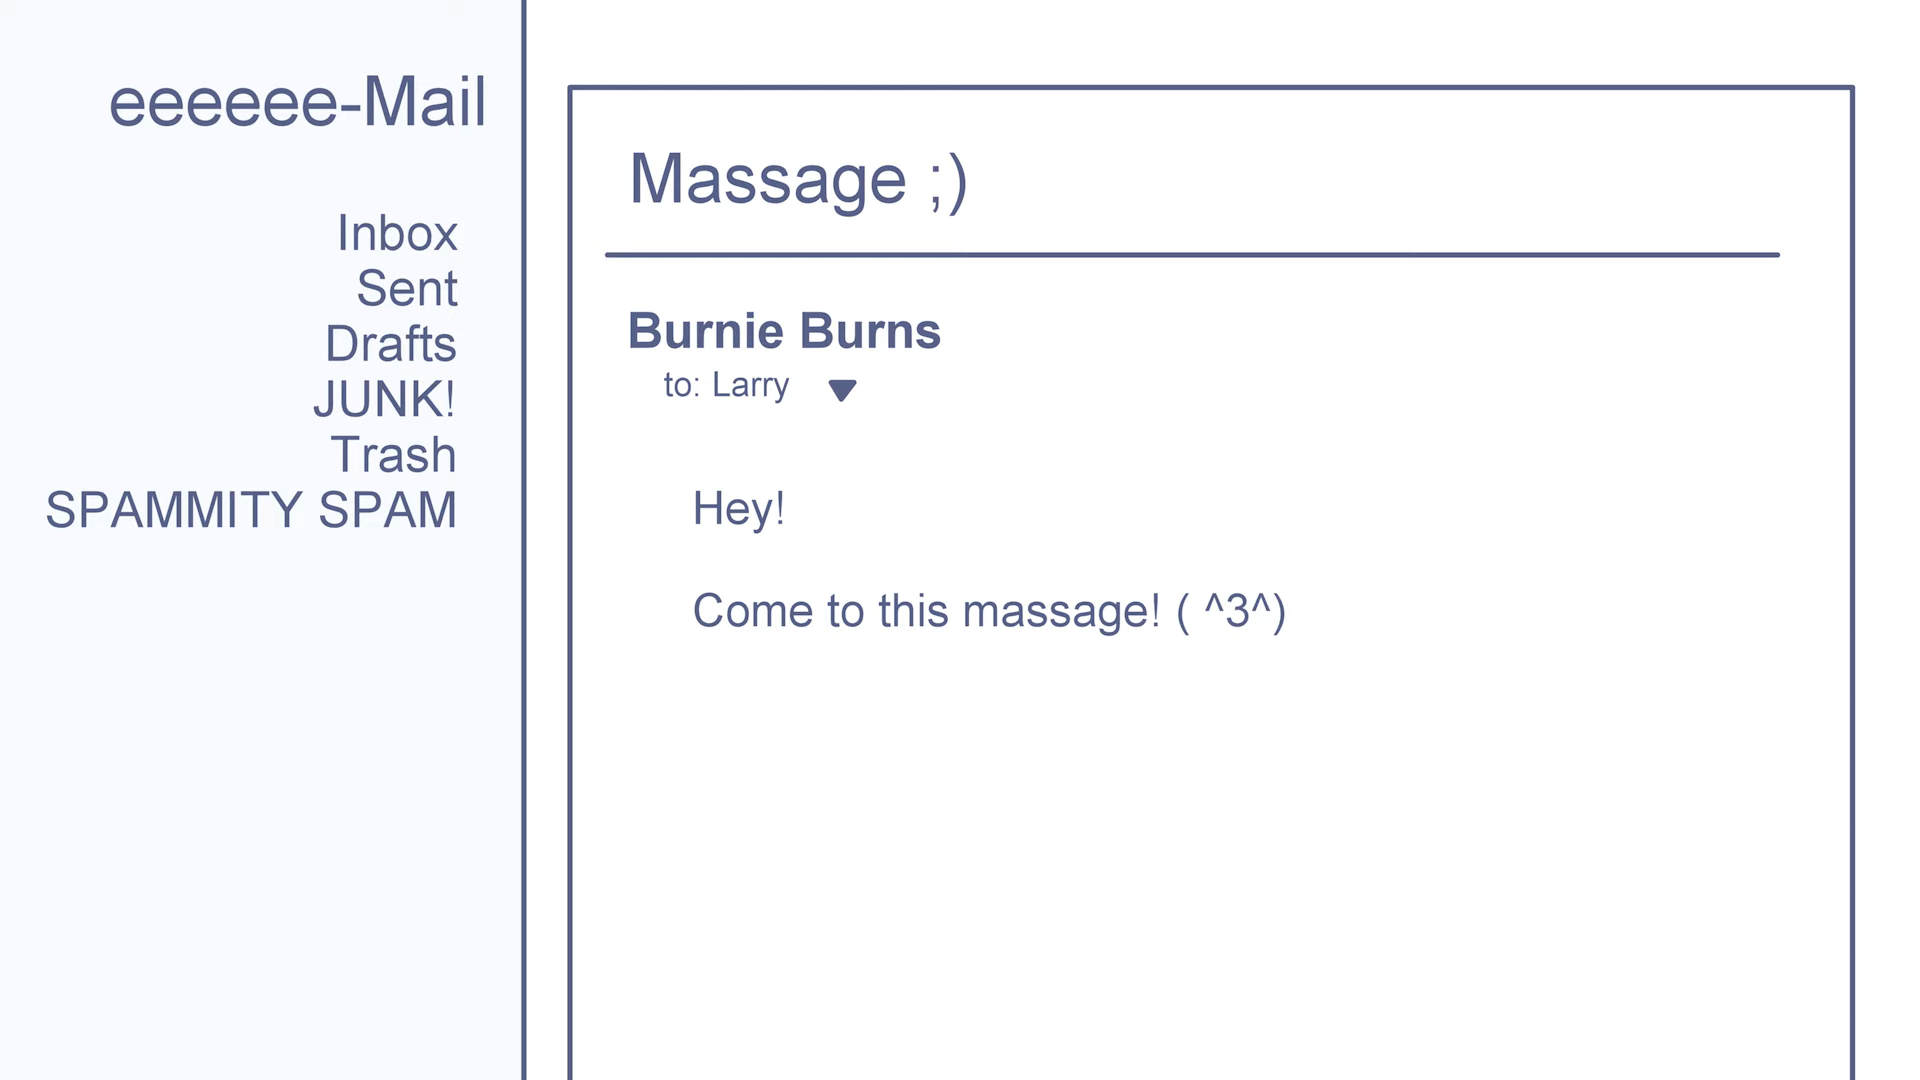 eeeeee-Mail
Inbox
Sent
Drafts
JUNK!
Trash
SPAMMITY SPAM
Massage ;)
Burnie Burns
to: Larry
Hey!
Come to this massage! ( ^3^)